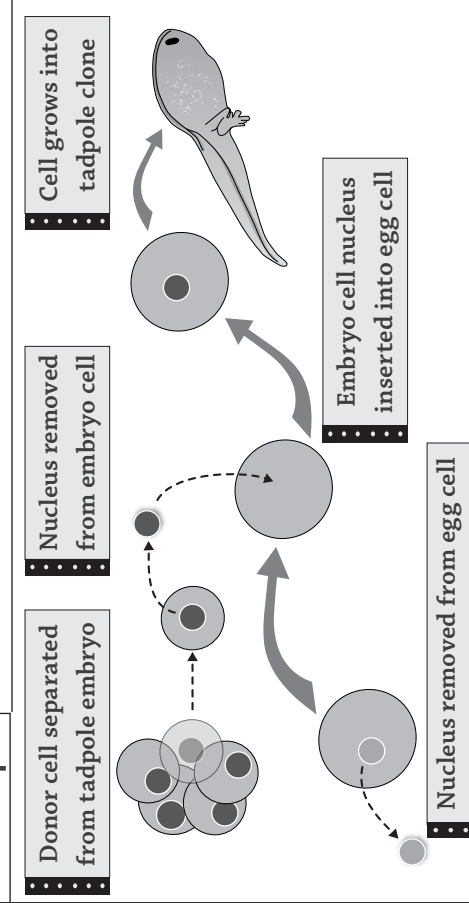 Donor cell separated
from tadpole embryo
Nucleus removed
from embryo cell
Cell grows into
tadpole clone
Nucleus removed from egg cell
Embryo cell nucleus
inserted into egg cell